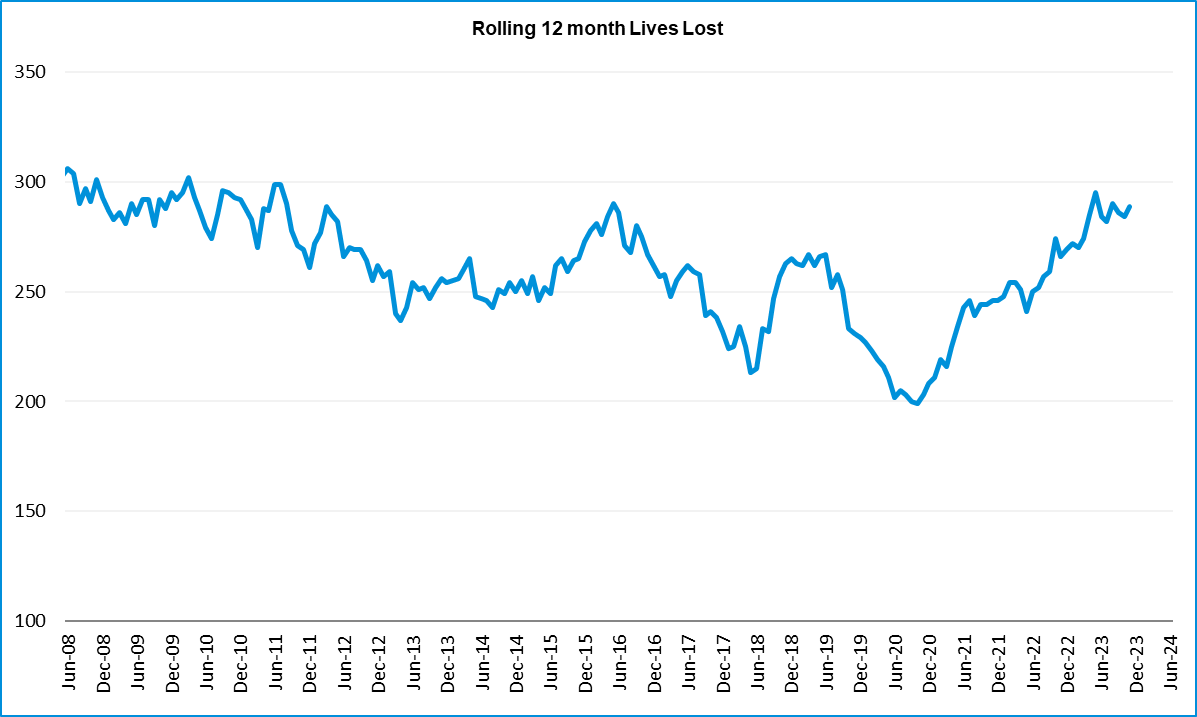 Rolling 12 month Lives Lost
350
300
250
200
150
100
Jun-08
Dec-08
Jun-09
Dec-09
Jun-10
Dec-10
Jun-11
Dec-11
Jun-12
Dec-12
Jun-13
Dec-13
Jun-14
Dec-14
Jun-15
Dec-15
Jun-16
Dec-16
Jun-17
Dec-17
Jun-18
Dec-18
Jun-19
Dec-19
Jun-20
Dec-20
Jun-21
Dec-21
Jun-22
Dec-22
Jun-23
Dec-23
Jun-24